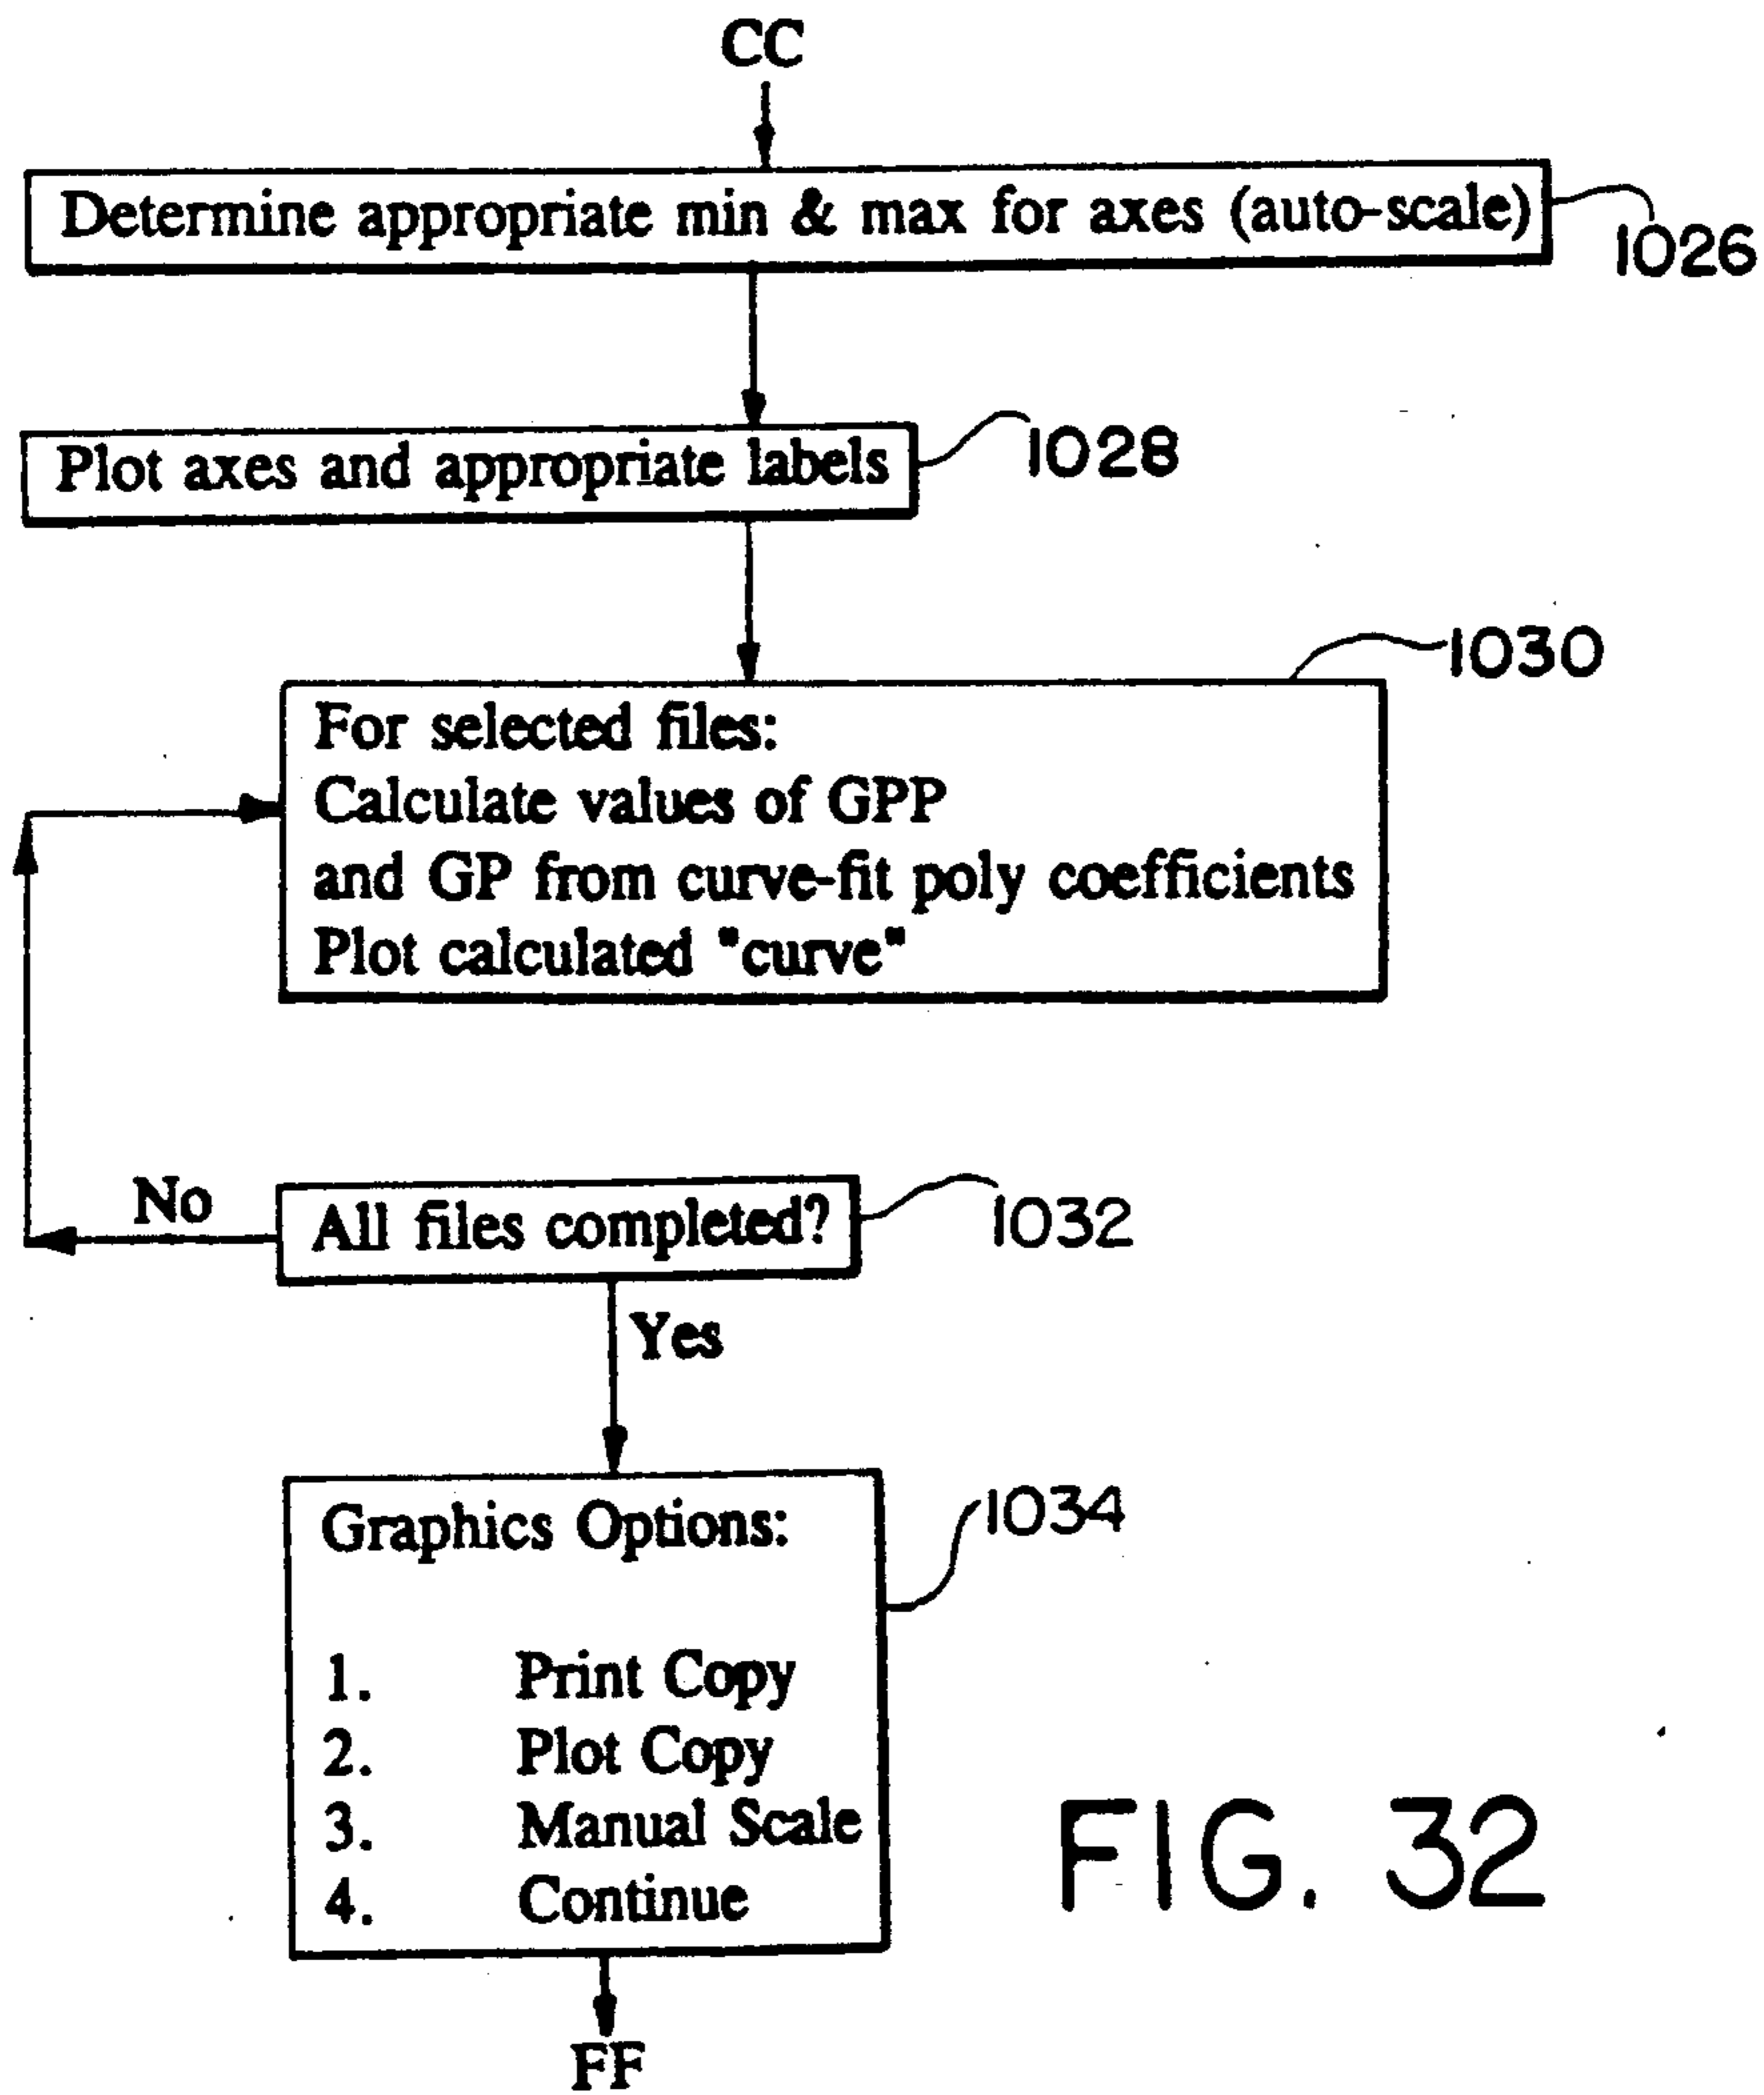 CC
Determine appropriate min & max for axes (auto-scale)
1026
Plot axes and appropriate labels
1028
1030
For selected files:
Calculate values of GPP
and GP from curve-fit poly coefficients
Plot calculated "curve"
No
All files completed?
1032
Yes
Graphics Options:
1034
1. Print Copy
2. Plot Copy
3. Manual Scale
4. Continue
FIG. 32
FF